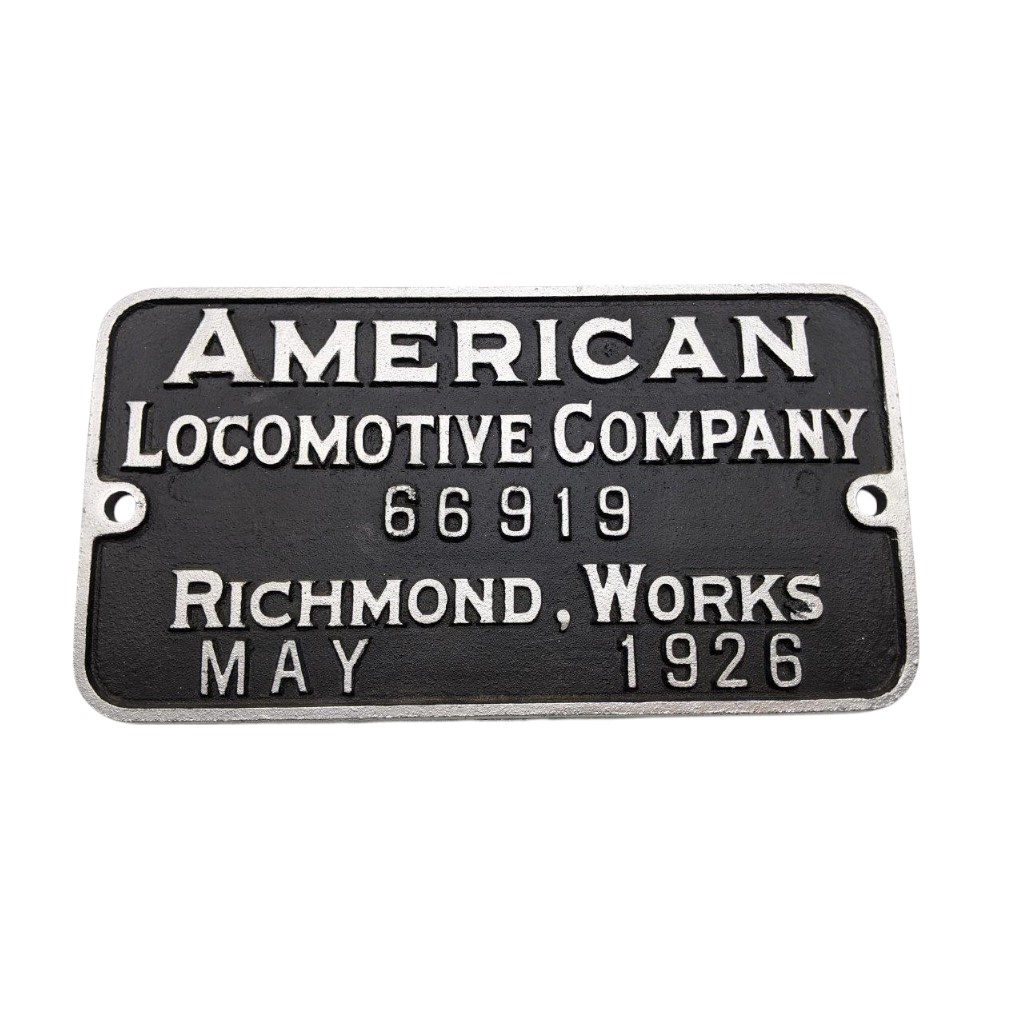 AMERICAN
LOCOMOTIVE COMPANY
66919
RICHMOND, WORKS
MAY 1926